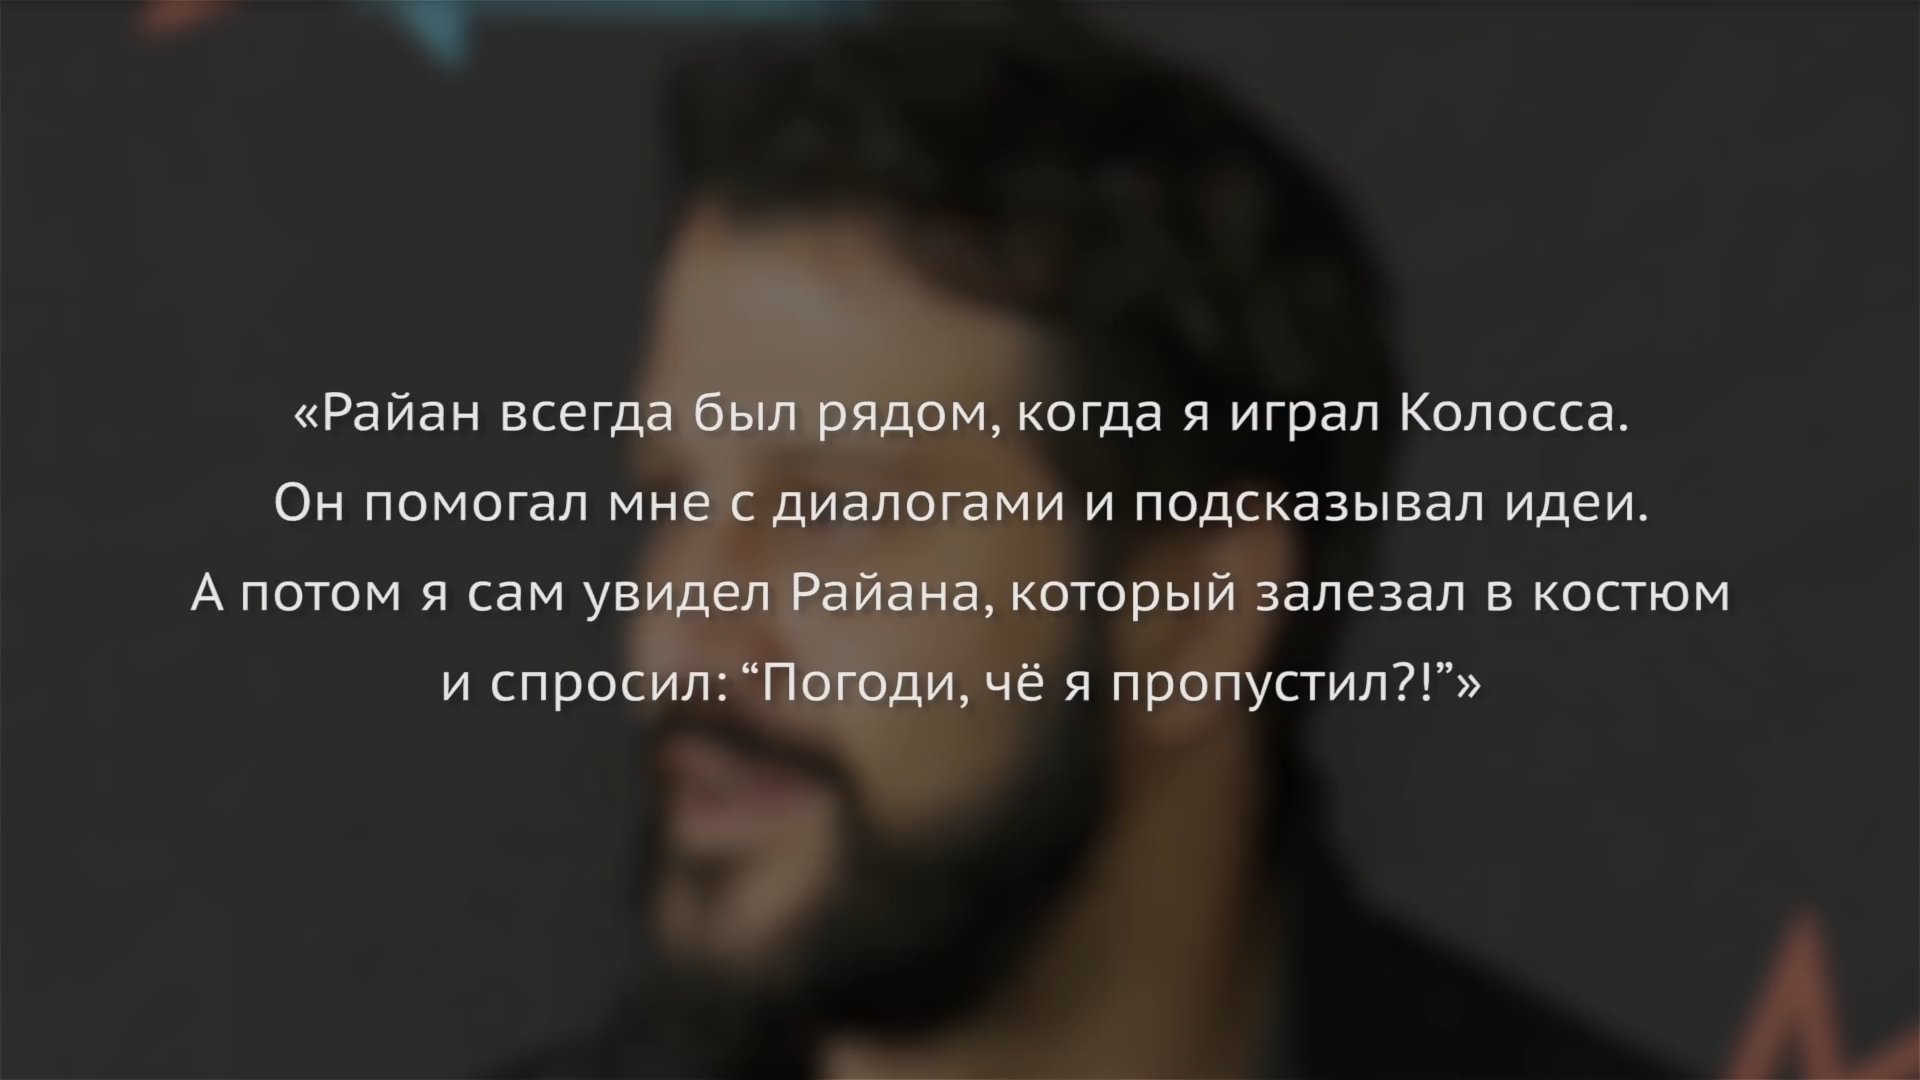 «Райан всегда был рядом, когда я играл Колосса.
Он помогал мне с диалогами и подсказывал идеи.
А потом я сам увидел Райана, который залезал в костюм
и спросил: “Погоди, чё я пропустил?!”»